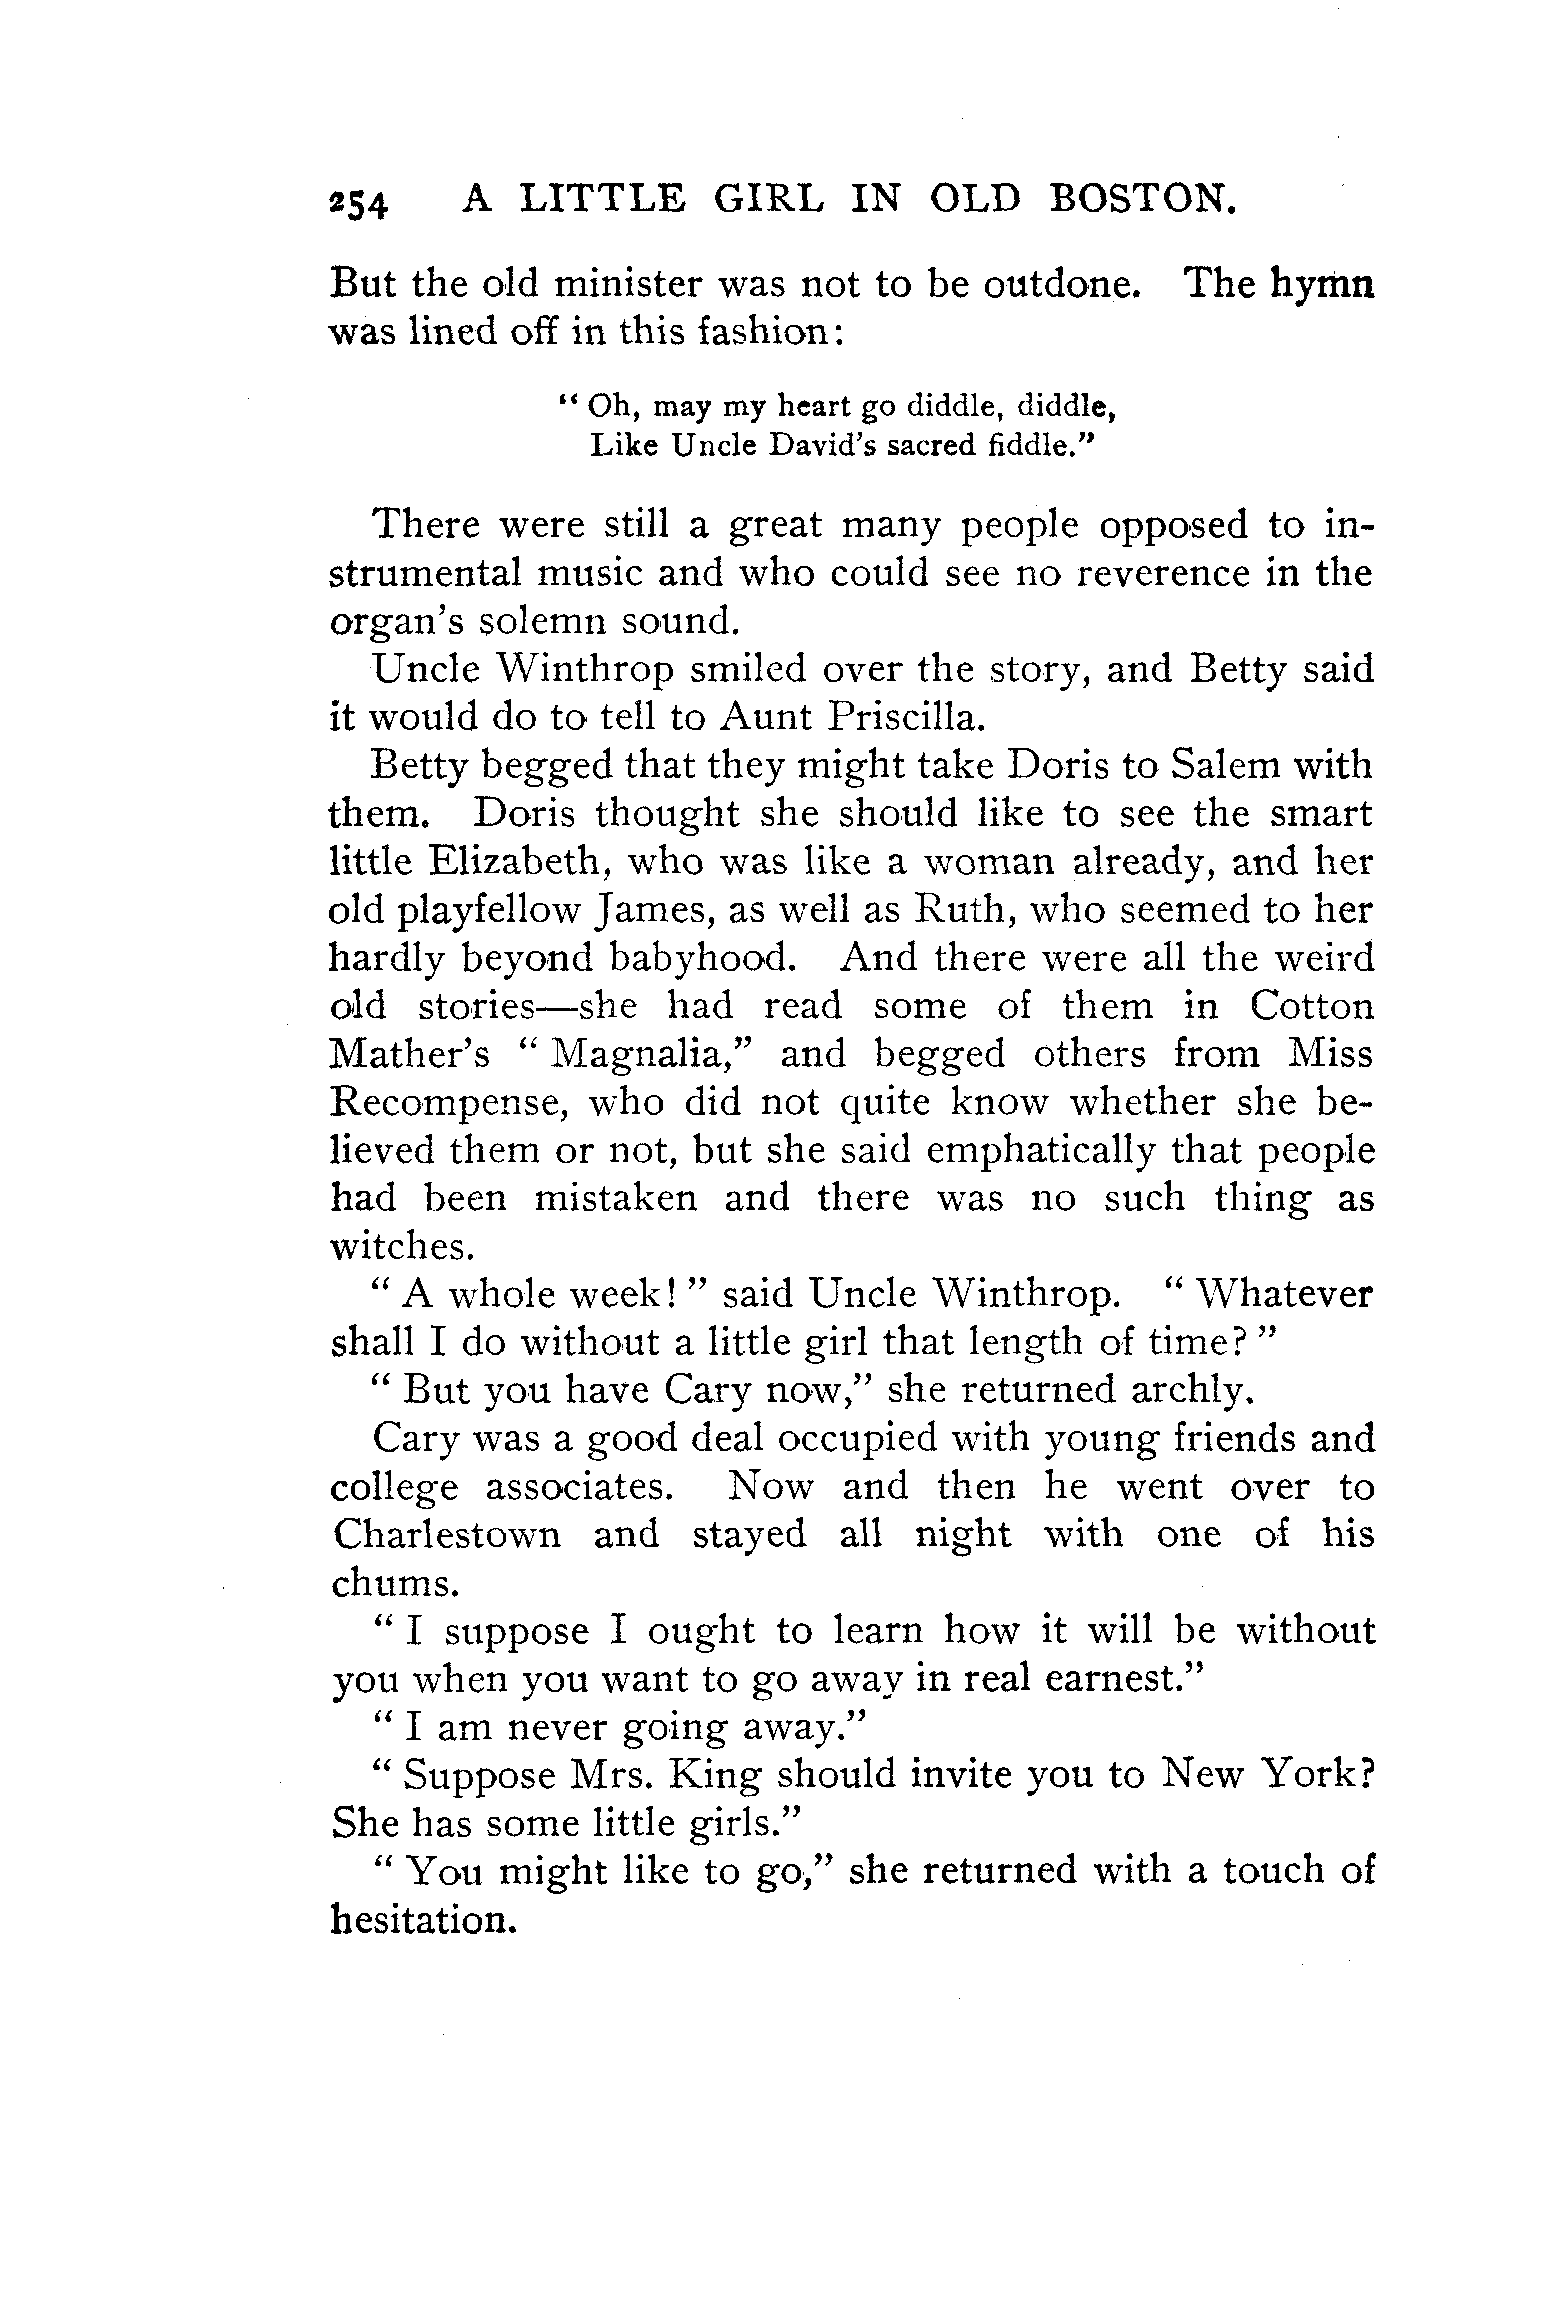 254 A LITTLE GIRL IN OLD BOSTON.
But the old minister was not to be outdone. The hymn
was lined off in this fashion:
“ Oh, may my heart go diddle, diddle,
Like Uncle David’s sacred fiddle.”
There were still a great many people opposed to in-
strumental music and who could see no reverence in the
organ’s solemn sound.
Uncle Winthrop smiled over the story, and Betty said
it would do to tell to Aunt Priscilla.
Betty begged that they might take Doris to Salem with
them. Doris thought she should like to see the smart
little Elizabeth, who was like a woman already, and her
old playfellow James, as well as Ruth, who seemed to her
hardly beyond babyhood. And there were all the weird
old stories—she had read some of them in Cotton
Mather’s “ Magnalia,” and begged others from Miss
Recompense, who did not quite know whether she be-
lieved them or not, but she said emphatically that people
had been mistaken and there was no such thing as
witches.
“ A whole week! ” said Uncle Winthrop. “ Whatever
shall I do without a little girl that length of time? ”
“ But you have Cary now,” she returned archly.
Cary was a good deal occupied with young friends and
college associates. Now and then he went over to
Charlestown and stayed all night with one of his
chums.
“ I suppose I ought to learn how it will be without
you when you want to go away in real earnest.”
“ I am never going away.”
“ Suppose Mrs. King should invite you to New York?
She has some little girls.”
“ You might like to go,” she returned with a touch of
hesitation.